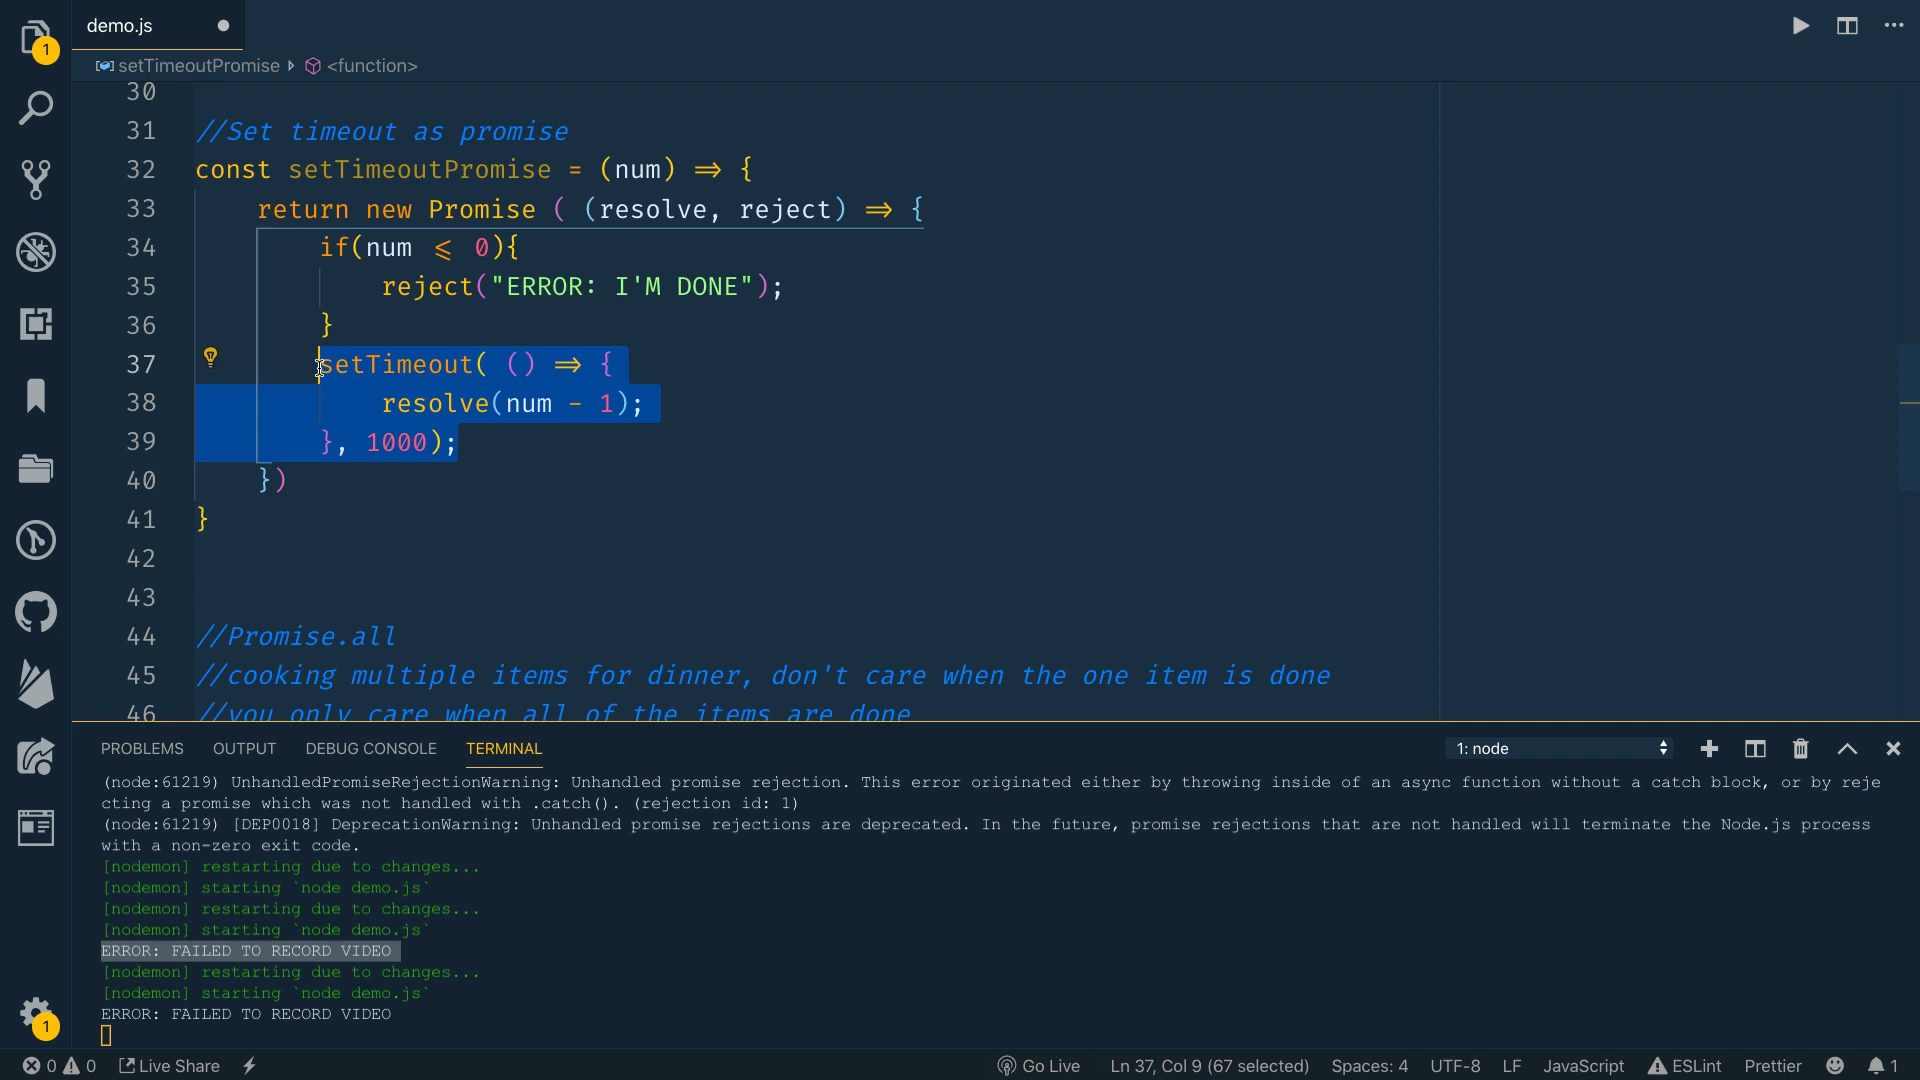 demo.js
1
setTimeoutPromise <function>
30
31 //Set timeout as promise
32 const setTimeoutPromise = (num) => {
33 return new Promise ( (resolve, reject) => {
34 if(num <= 0){
35 reject("ERROR: I'M DONE");
36 }
37 setTimeout( () => {
38 resolve(num - 1);
39 }, 1000);
40 })
41 }
42
43
44 //Promise.all
45 //cooking multiple items for dinner, don't care when the one item is done
46 //you only care when all of the items are done
PROBLEMS OUTPUT DEBUG CONSOLE TERMINAL 1: node
(node:61219) UnhandledPromiseRejectionWarning: Unhandled promise rejection. This error originated either by throwing inside of an async function without a catch block, or by reje
cting a promise which was not handled with .catch(). (rejection id: 1)
(node:61219) [DEP0018] DeprecationWarning: Unhandled promise rejections are deprecated. In the future, promise rejections that are not handled will terminate the Node.js process
with a non-zero exit code.
[nodemon] restarting due to changes...
[nodemon] starting `node demo.js`
[nodemon] restarting due to changes...
[nodemon] starting `node demo.js`
ERROR: FAILED TO RECORD VIDEO
[nodemon] restarting due to changes...
[nodemon] starting `node demo.js`
ERROR: FAILED TO RECORD VIDEO
1
0 0 Live Share Go Live Ln 37, Col 9 (67 selected) Spaces: 4 UTF-8 LF JavaScript ESLint Prettier 1